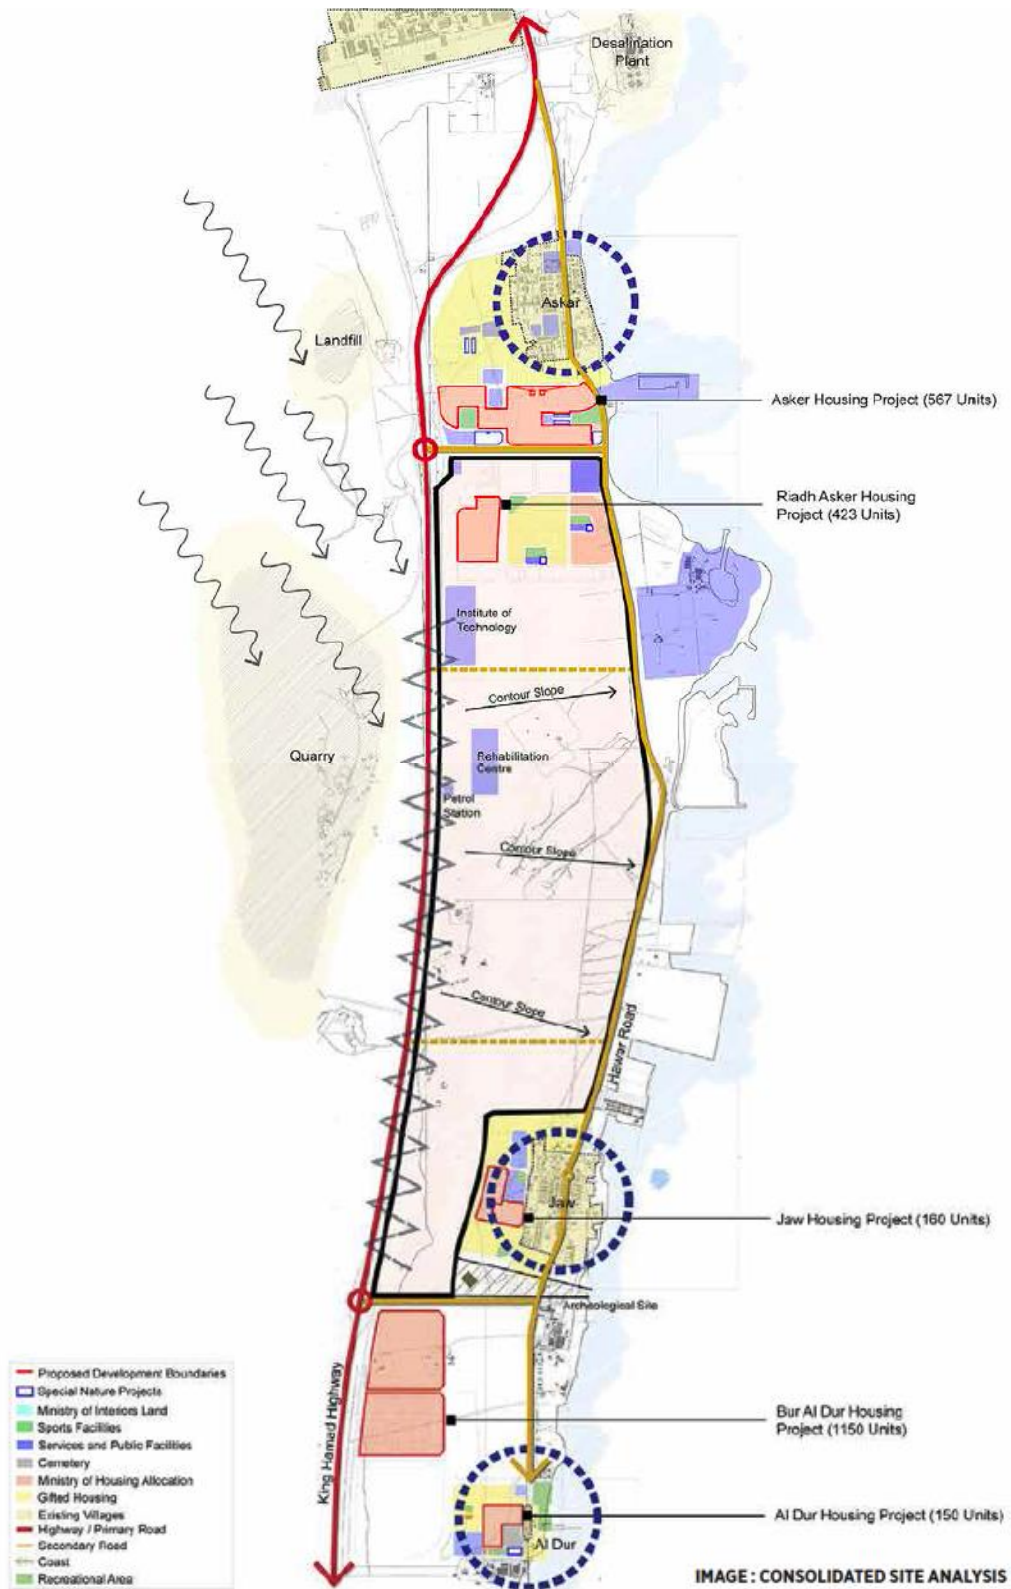 Desalination
Plant
Askar
Landfill
Asker Housing Project (567 Units)
Riadh Asker Housing
Project (423 Units)
Institute of
Technology
Contour Slope
Quarry
Rehabilitation
Centre
Petrol
Station
Contour Slope
Contour Slope
Hawar Road
Jaw
Jaw Housing Project (160 Units)
Archeological Site
King Hamad Highway
Bur Al Dur Housing
Project (1150 Units)
Al Dur Housing Project (150 Units)
Al Dur
Proposed Development Boundaries
Special Nature Projects
Ministry of Interiors Land
Sports Facilities
Services and Public Facilities
Cemetery
Ministry of Housing Allocation
Gifted Housing
Existing Villages
Highway / Primary Road
Secondary Road
Coast
Recreational Area
IMAGE : CONSOLIDATED SITE ANALYSIS